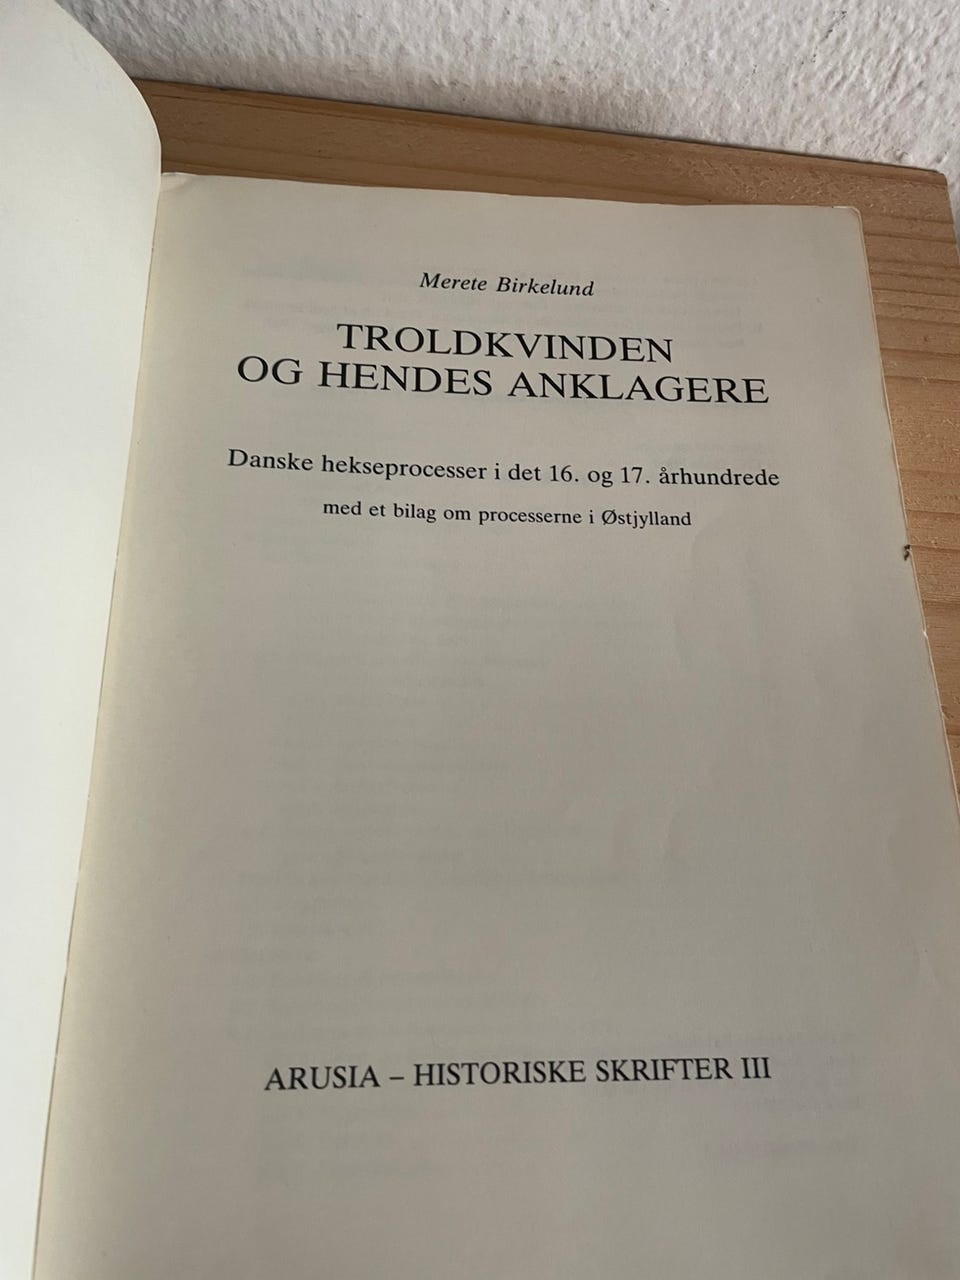 Merete Birkelund
TROLDKVINDEN
OG HENDES ANKLAGERE
Danske hekseprocesser i det 16. og 17. århundrede
med et bilag om processerne i Østjylland
ARUSIA – HISTORISKE SKRIFTER III